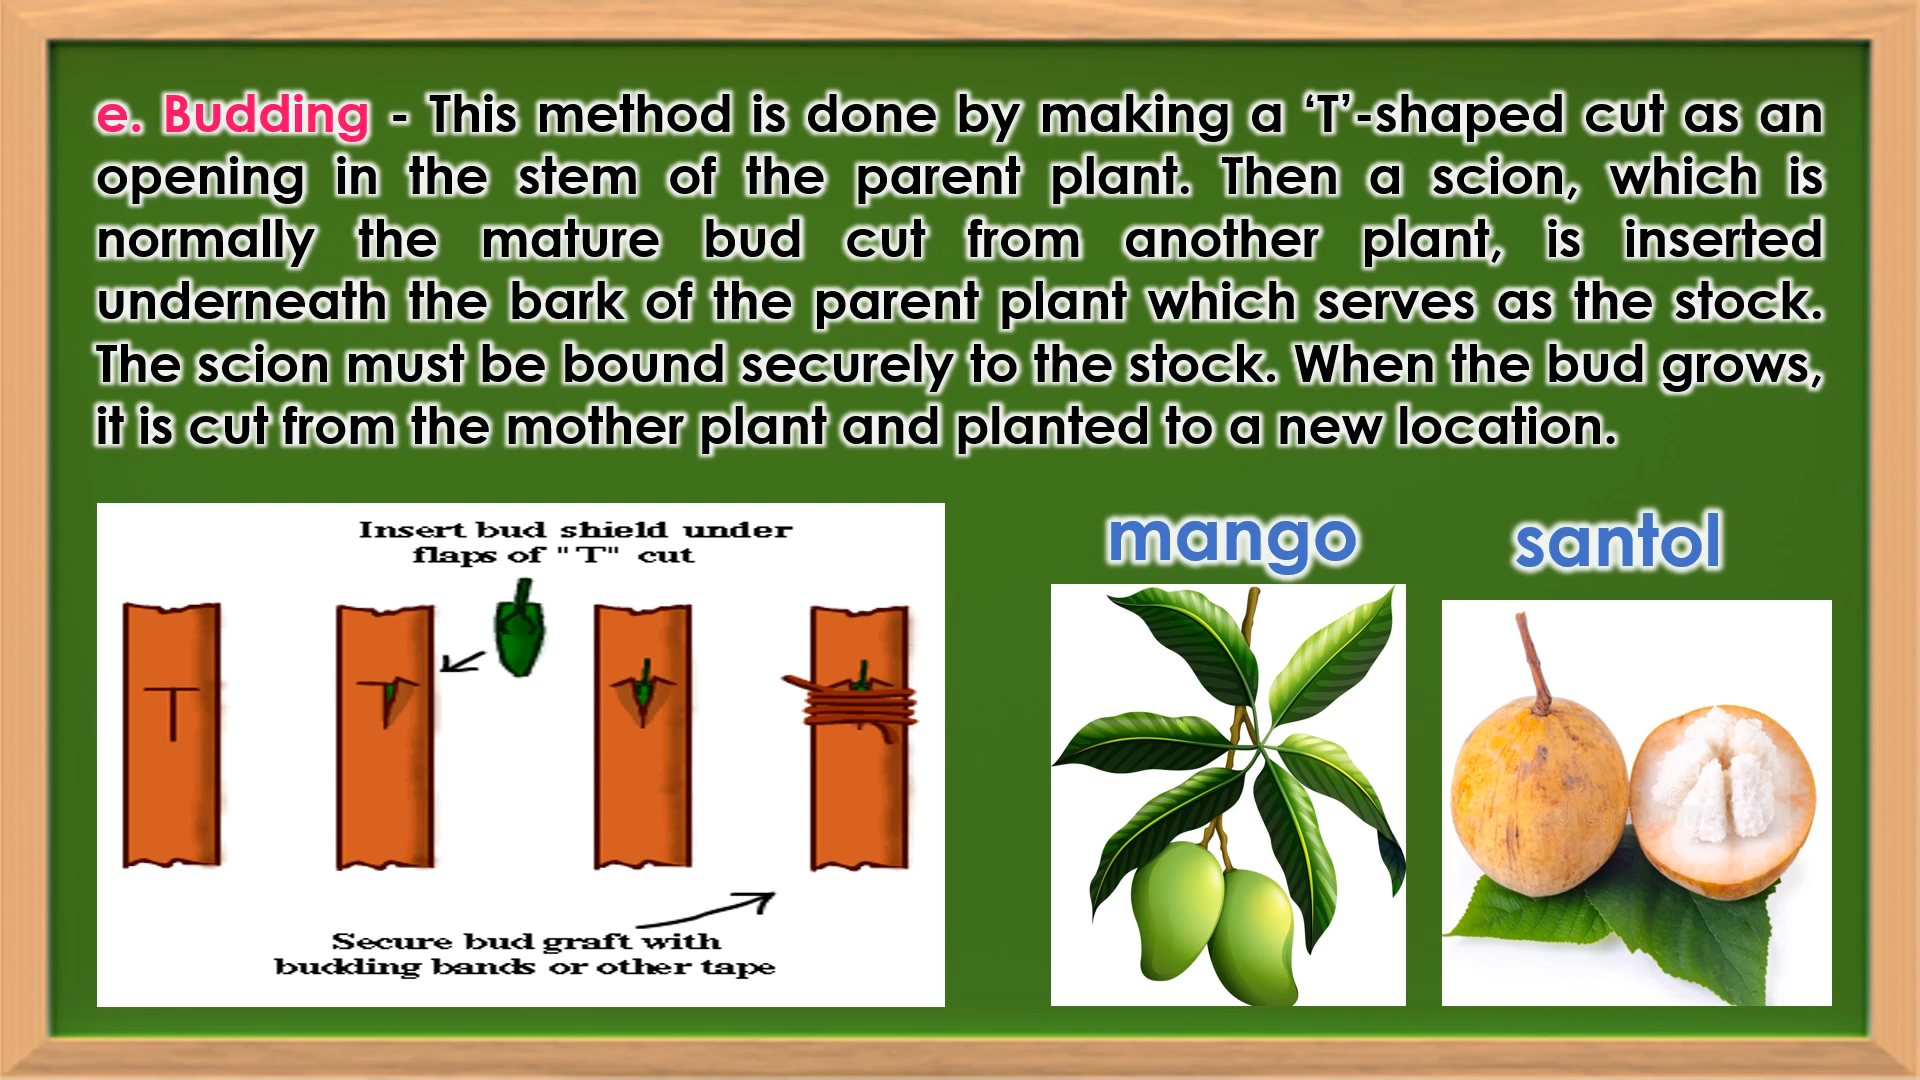 e. Budding - This method is done by making a ‘T’-shaped cut as an
opening in the stem of the parent plant. Then a scion, which is
normally the mature bud cut from another plant, is inserted
underneath the bark of the parent plant which serves as the stock.
The scion must be bound securely to the stock. When the bud grows,
it is cut from the mother plant and planted to a new location.
Insert bud shield under
flaps of "T" cut
Secure bud graft with
budding bands or other tape
mango
santol